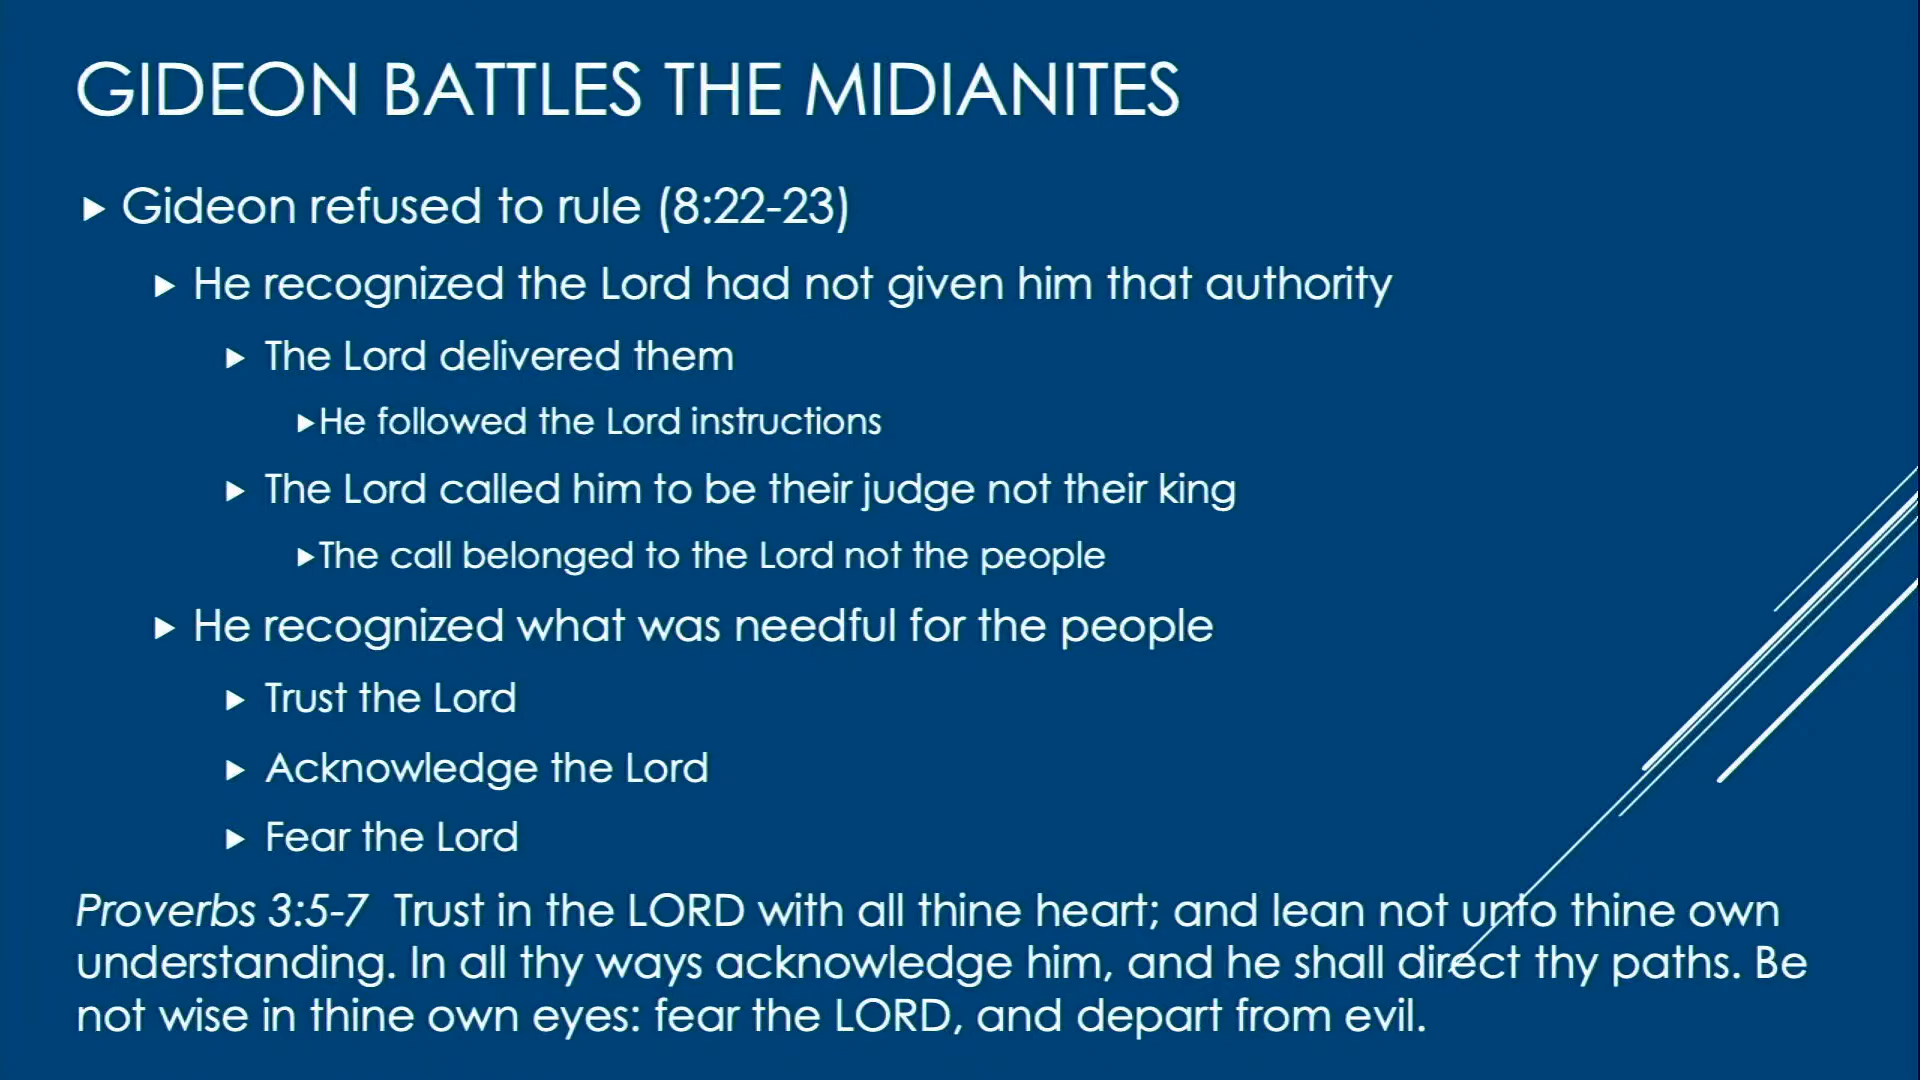 GIDEON BATTLES THE MIDIANITES
Gideon refused to rule (8:22-23)
He recognized the Lord had not given him that authority
The Lord delivered them
He followed the Lord instructions
The Lord called him to be their judge not their king
The call belonged to the Lord not the people
He recognized what was needful for the people
Trust the Lord
Acknowledge the Lord
Fear the Lord
Proverbs 3:5-7 Trust in the LORD with all thine heart; and lean not unto thine own
understanding. In all thy ways acknowledge him, and he shall direct thy paths. Be
not wise in thine own eyes: fear the LORD, and depart from evil.